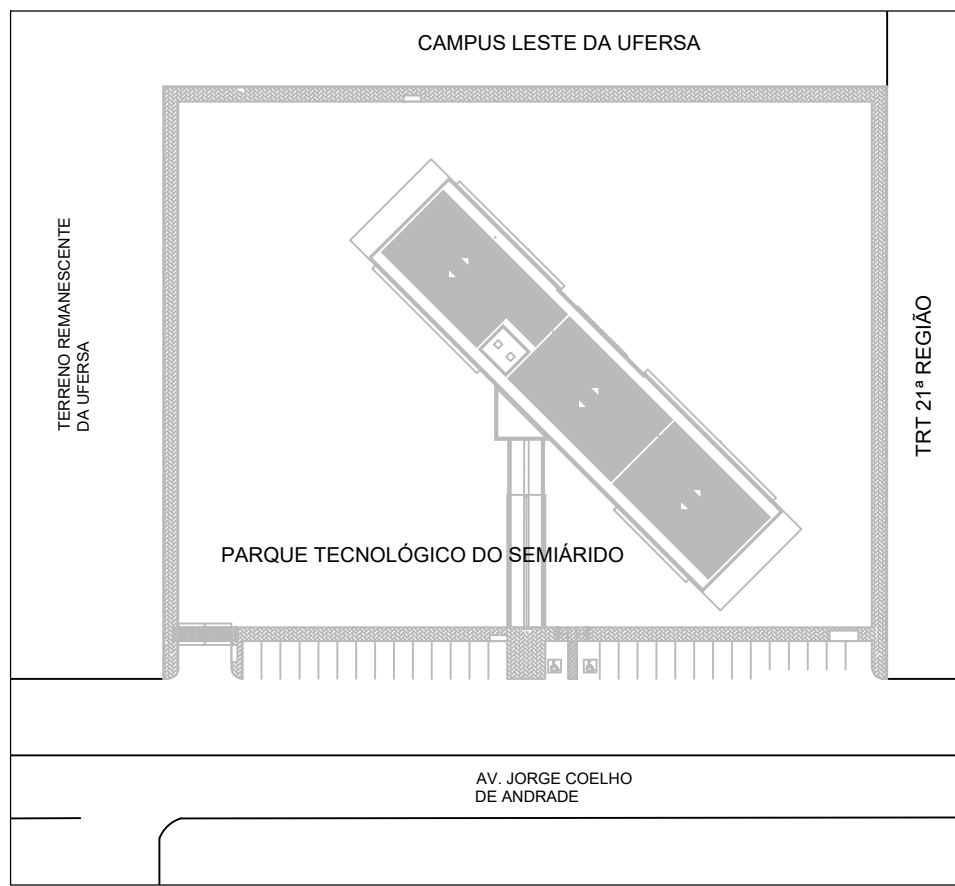 CAMPUS LESTE DA UFERSA
TERRENO REMANESCENTE
DA UFERSA
TRT 21ª REGIÃO
PARQUE TECNOLÓGICO DO SEMIÁRIDO
AV. JORGE COELHO
DE ANDRADE